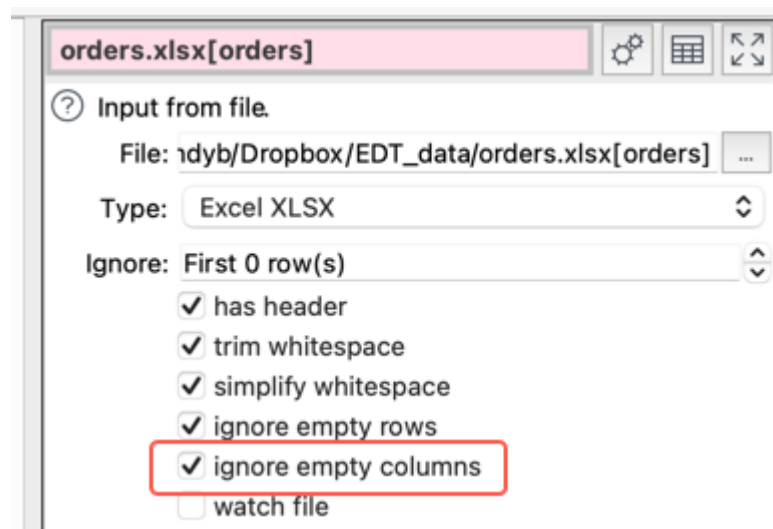 orders.xlsx[orders]
? Input from file.
File: ndyb/Dropbox/EDT_data/orders.xlsx[orders] ...
Type: Excel XLSX
Ignore: First 0 row(s)
has header
trim whitespace
simplify whitespace
ignore empty rows
ignore empty columns
watch file